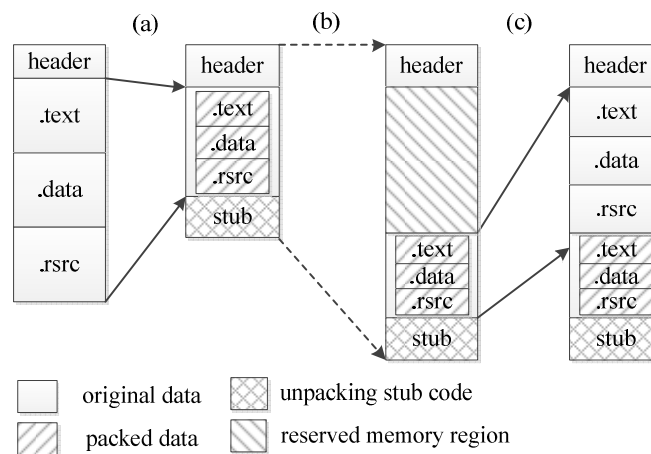 (a)
(b)
(c)
header
.text
.data
.rsrc
header
.text
.data
.rsrc
stub
header
.text
.data
.rsrc
stub
header
.text
.data
.rsrc
.text
.data
.rsrc
stub
original data
unpacking stub code
packed data
reserved memory region